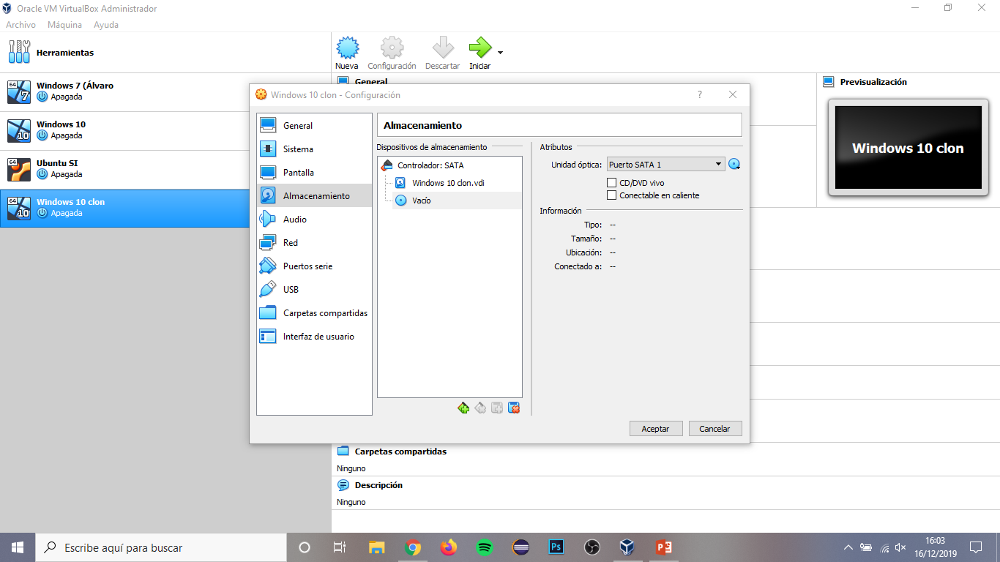 Oracle VM VirtualBox Administrador
Archivo Máquina Ayuda
Herramientas
Nueva Configuración Descartar Iniciar
64
7
Windows 7 (Álvaro
Apagada
10
Windows 10
Apagada
64
Ubuntu SI
Apagada
64
10
Windows 10 clon
Apagada
General
Previsualización
Windows 10 clon
Windows 10 clon - Configuración
?
General
Sistema
Pantalla
Almacenamiento
Audio
Red
Puertos serie
USB
Carpetas compartidas
Interfaz de usuario
Almacenamiento
Dispositivos de almacenamiento
Controlador: SATA
Windows 10 clon.vdi
Vacío
Atributos
Unidad óptica: Puerto SATA 1
CD/DVD vivo
Conectable en caliente
Información
Tipo: --
Tamaño: --
Ubicación: --
Conectado a: --
Aceptar Cancelar
Carpetas compartidas
Ninguno
Descripción
Ninguno
Escribe aquí para buscar
Ps
16:03
16/12/2019